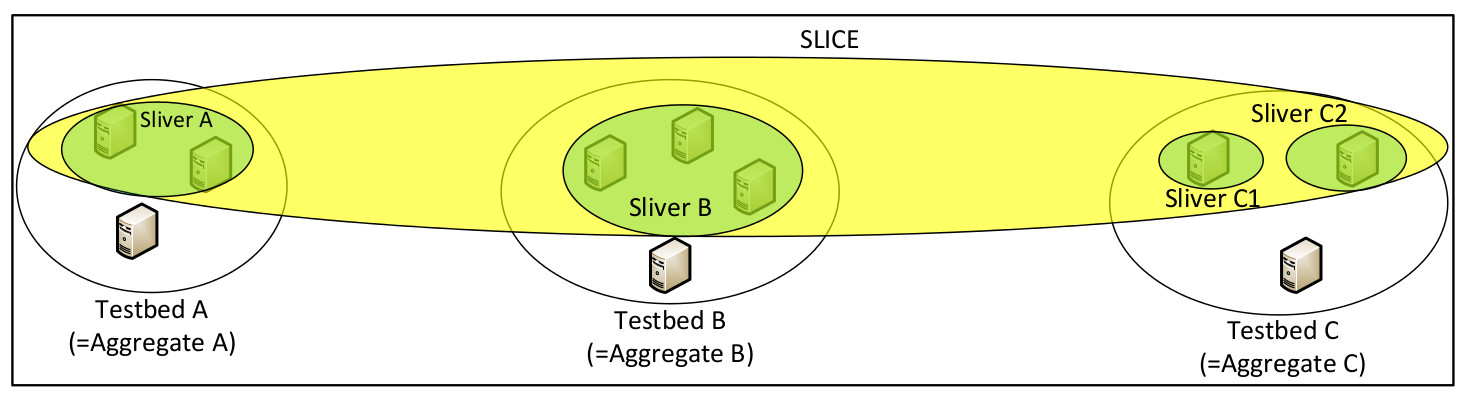 SLICE
Sliver A
Sliver B
Sliver C2
Sliver C1
Testbed A
(=Aggregate A)
Testbed B
(=Aggregate B)
Testbed C
(=Aggregate C)